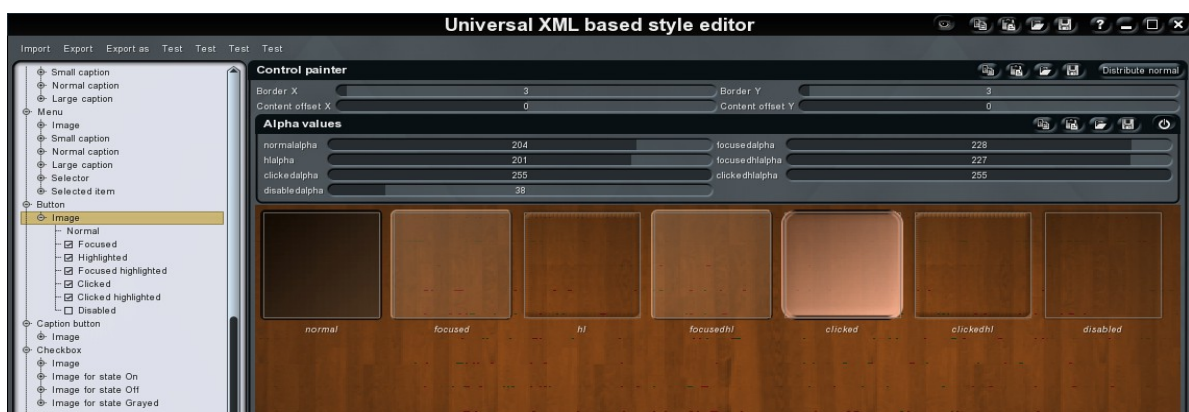 Universal XML based style editor
Import Export Export as Test Test Test Test
Small caption
Normal caption
Large caption
Menu
Image
Small caption
Normal caption
Large caption
Selector
Selected item
Button
Image
Normal
Focused
Highlighted
Focused highlighted
Clicked
Clicked highlighted
Disabled
Caption button
Image
Checkbox
Image
Image for state On
Image for state Off
Image for state Grayed
Control painter Distribute normal
Border X 3 Border Y 3
Content offset X 0 Content offset Y 0
Alpha values
normalalpha 204 focusedalpha 228
hlalpha 201 focusedhlalpha 227
clickedalpha 255 clickedhlalpha 255
disabledalpha 38
normal focused hl focusedhl clicked clickedhl disabled